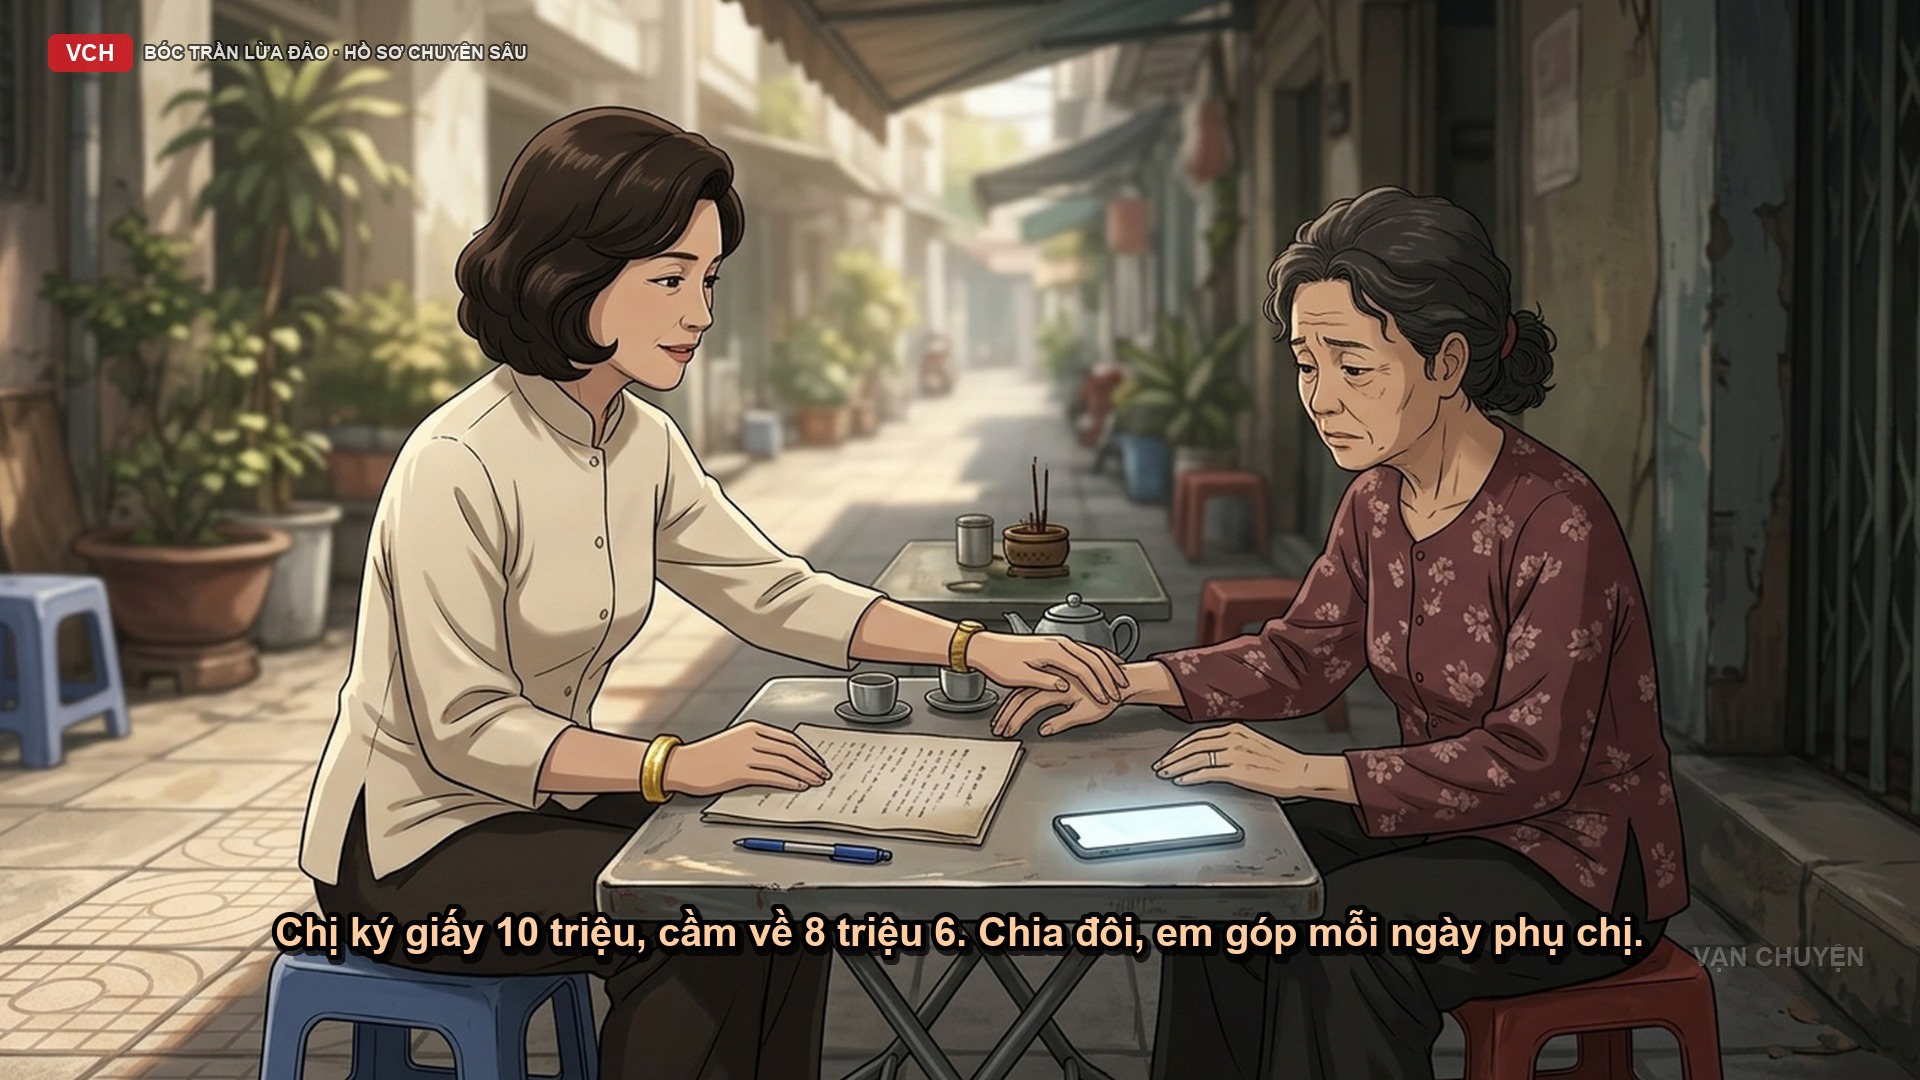 VCH BÓC TRẦN LỪA ĐẢO · HỒ SƠ CHUYÊN SÂU
Chị ký giấy 10 triệu, cầm về 8 triệu 6. Chia đôi, em góp mỗi ngày phụ chị.
VẠN CHUYỆN